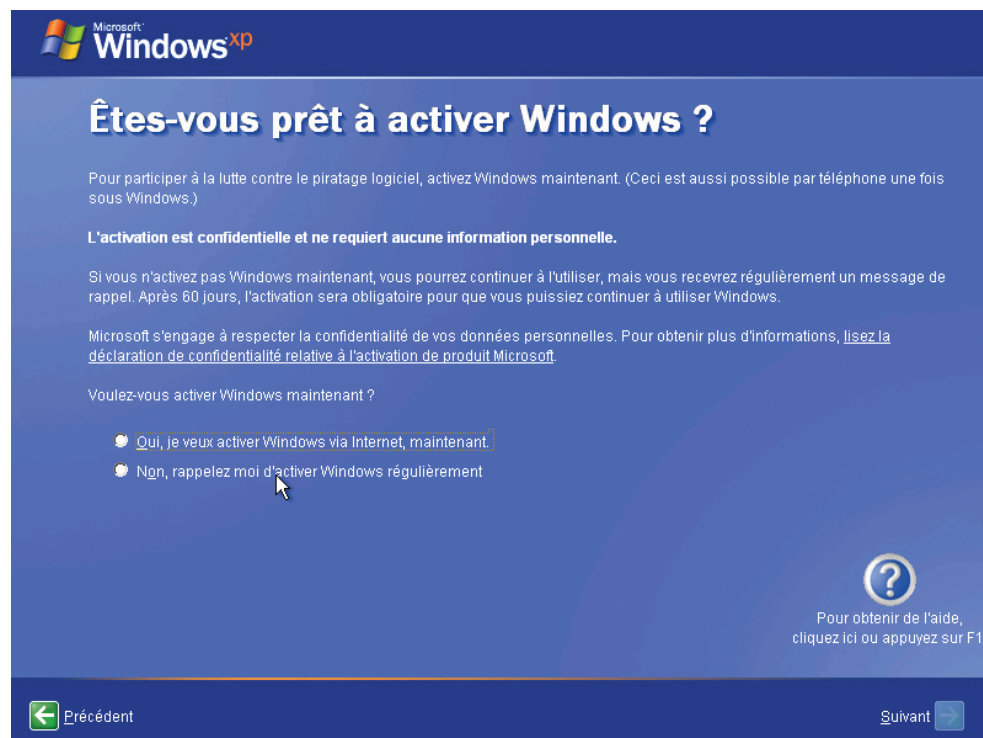 Microsoft
Windows xp
Êtes-vous prêt à activer Windows ?
Pour participer à la lutte contre le piratage logiciel, activez Windows maintenant. (Ceci est aussi possible par téléphone une fois
sous Windows.)
L'activation est confidentielle et ne requiert aucune information personnelle.
Si vous n'activez pas Windows maintenant, vous pourrez continuer à l'utiliser, mais vous recevrez régulièrement un message de
rappel. Après 60 jours, l'activation sera obligatoire pour que vous puissiez continuer à utiliser Windows.
Microsoft s'engage à respecter la confidentialité de vos données personnelles. Pour obtenir plus d'informations, lisez la
déclaration de confidentialité relative à l'activation de produit Microsoft.
Voulez-vous activer Windows maintenant ?
Oui, je veux activer Windows via Internet, maintenant.
Non, rappelez moi d'activer Windows régulièrement
?
Pour obtenir de l'aide,
cliquez ici ou appuyez sur F1
Précédent
Suivant